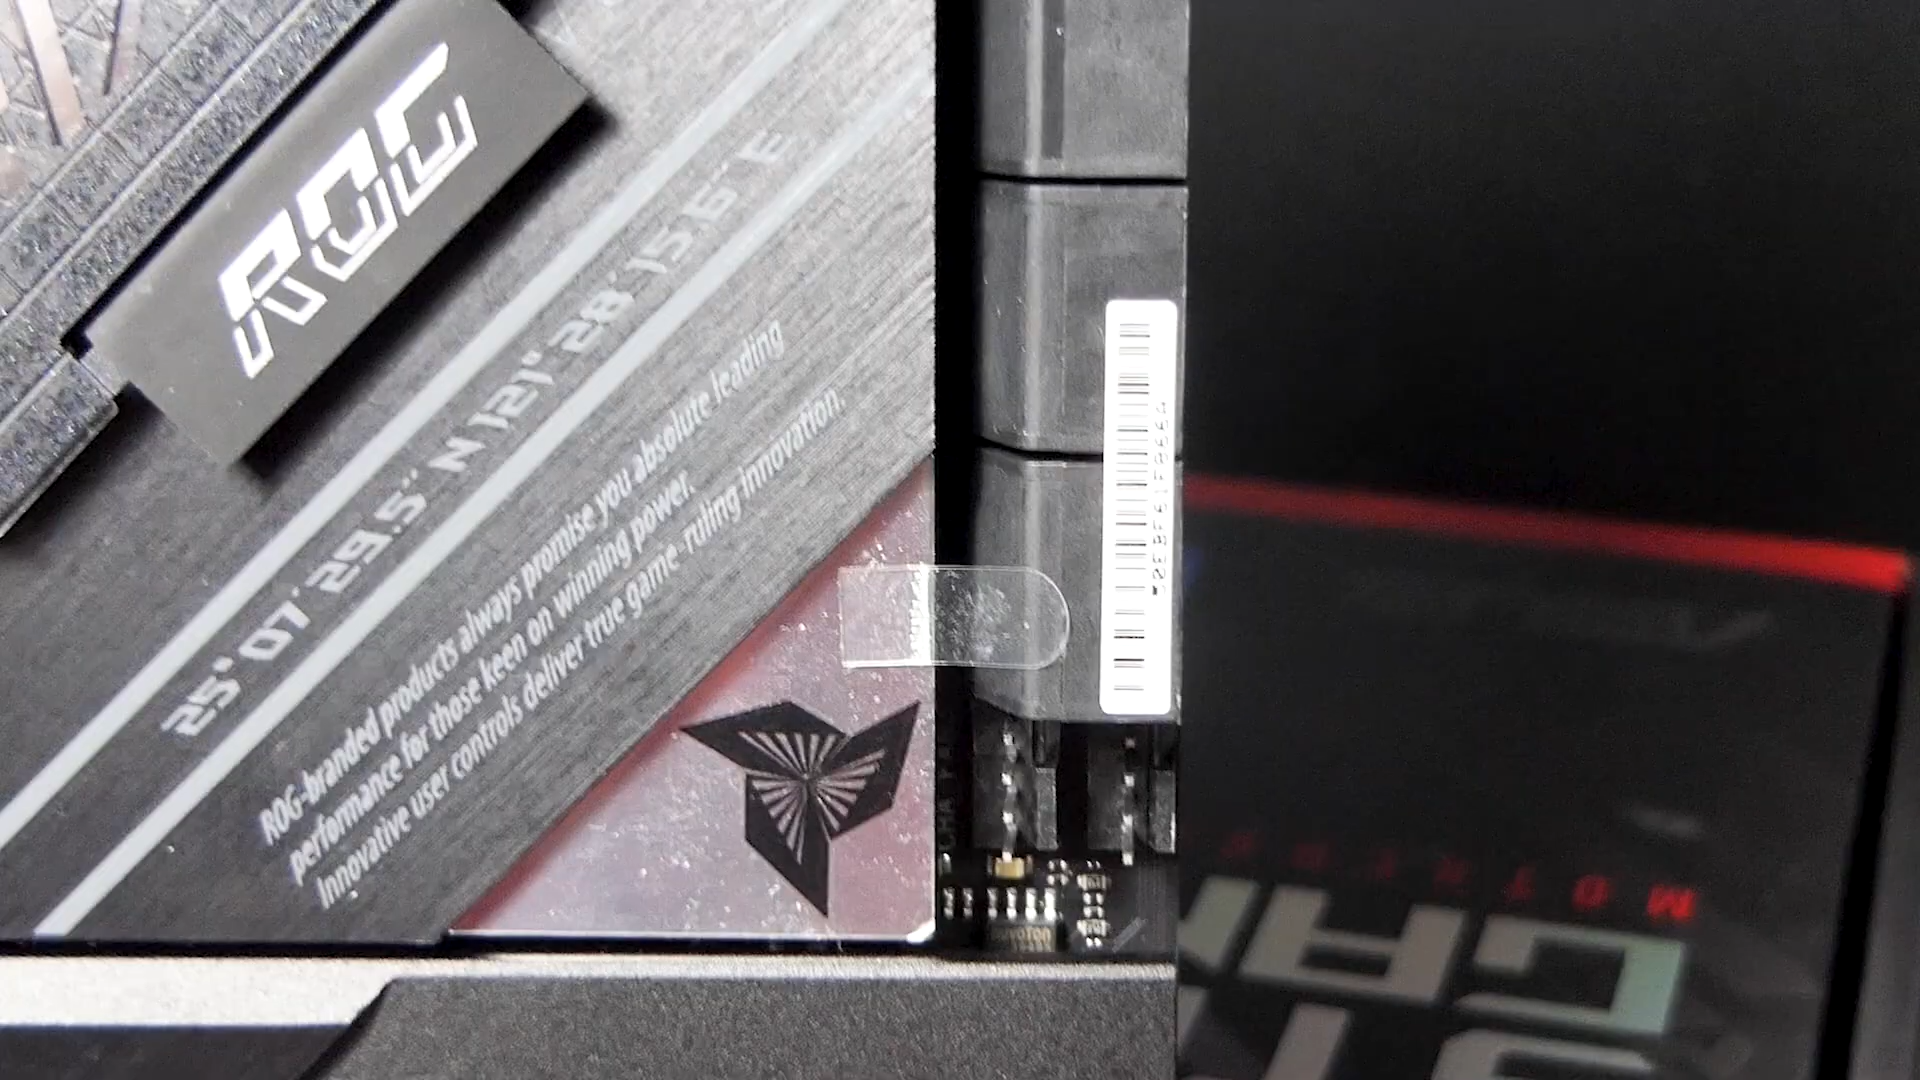 ROG
25° 07' 29.5" N 121° 28' 15.6" E
ROG-branded products always promise you absolute leading
performance for those keen on winning power.
Innovative user controls deliver true game-ruling innovation.